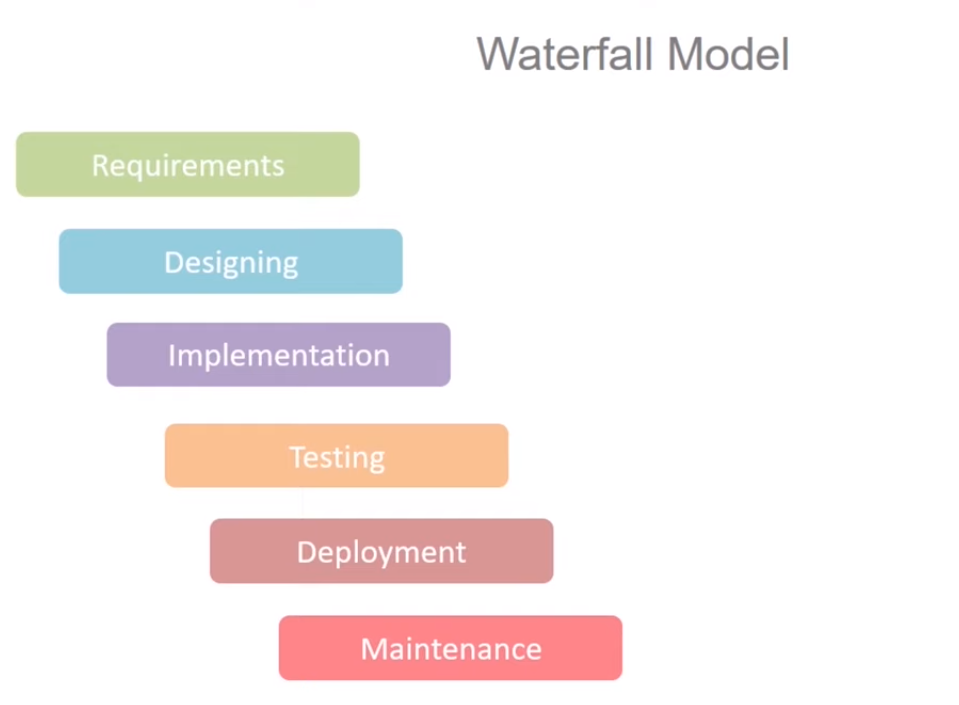 Waterfall Model
Requirements
Designing
Implementation
Testing
Deployment
Maintenance